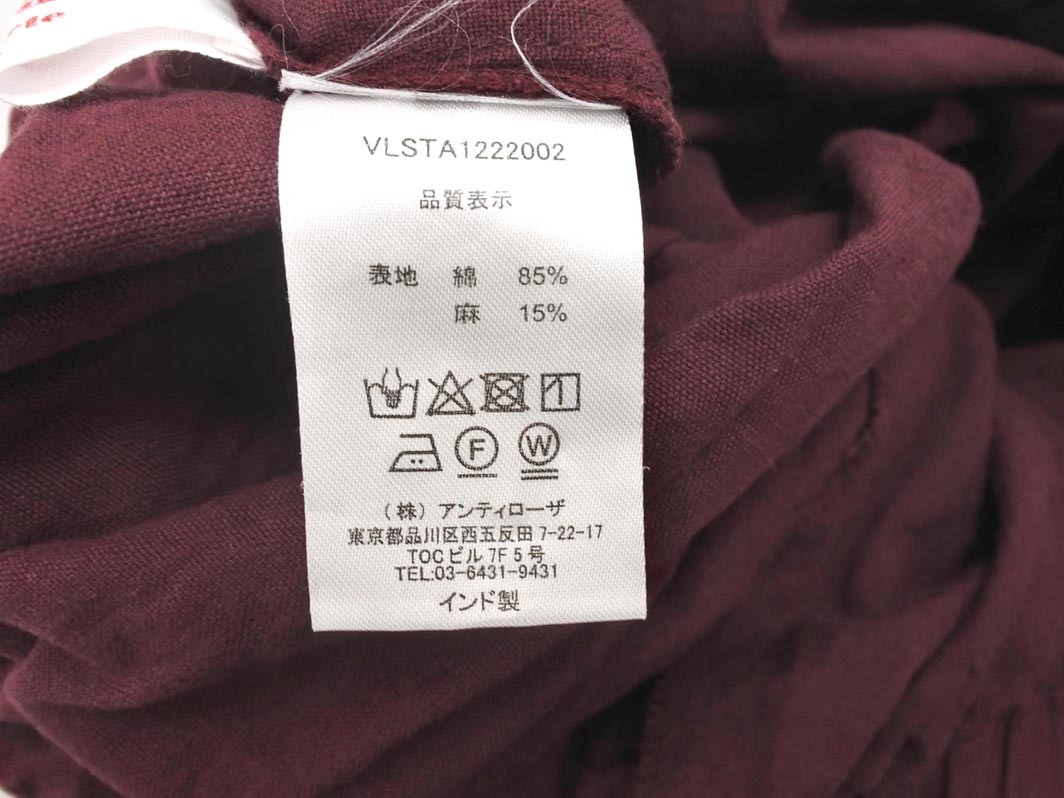 VLSTA1222002
品質表示
表地 綿 85%
麻 15%
F W
(株) アンティローザ
東京都品川区西五反田 7-22-17
TOCビル 7F 5号
TEL:03-6431-9431
インド製